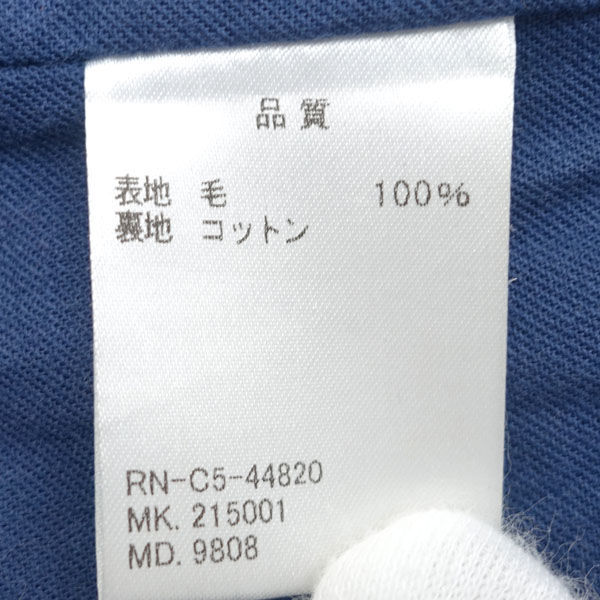 品質
表地 毛 100%
裏地 コットン
RN-C5-44820
MK. 215001
MD. 9808